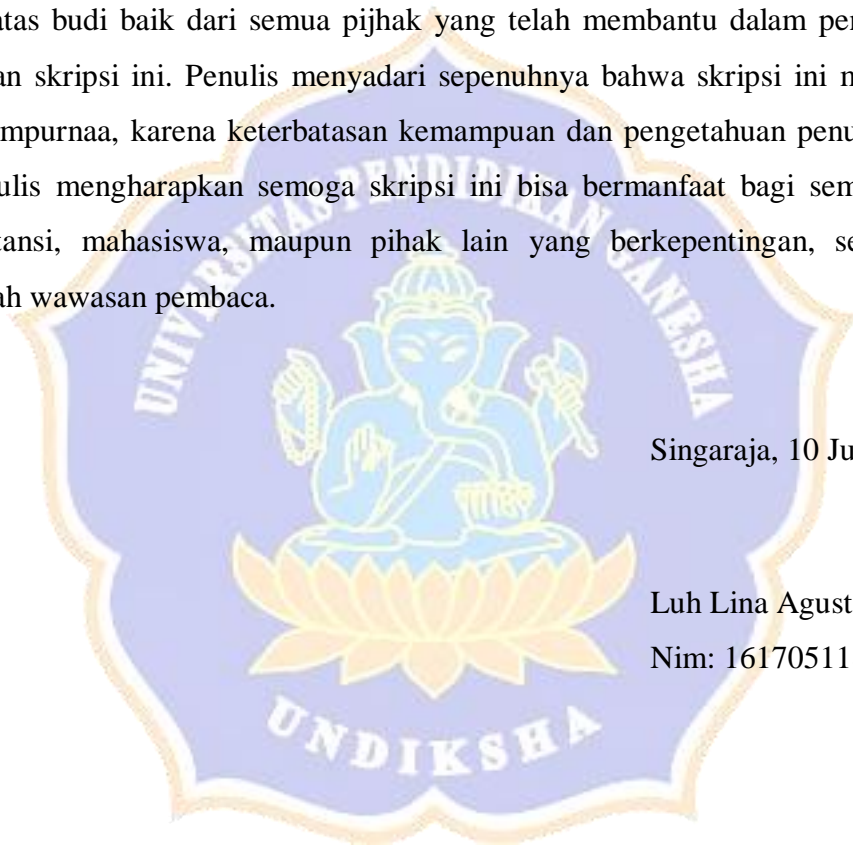 atas budi baik dari semua pijhak yang telah membantu dalam per
an skripsi ini. Penulis menyadari sepenuhnya bahwa skripsi ini m
mpurnaa, karena keterbatasan kemampuan dan pengetahuan penu
ulis mengharapkan semoga skripsi ini bisa bermanfaat bagi sem
tansi, mahasiswa, maupun pihak lain yang berkepentingan, se
ah wawasan pembaca.
UNIVERSITAS PENDIDIKAN GANESHA
Singaraja, 10 Ju
Luh Lina Agust
Nim: 16170511
UNDIKSHA